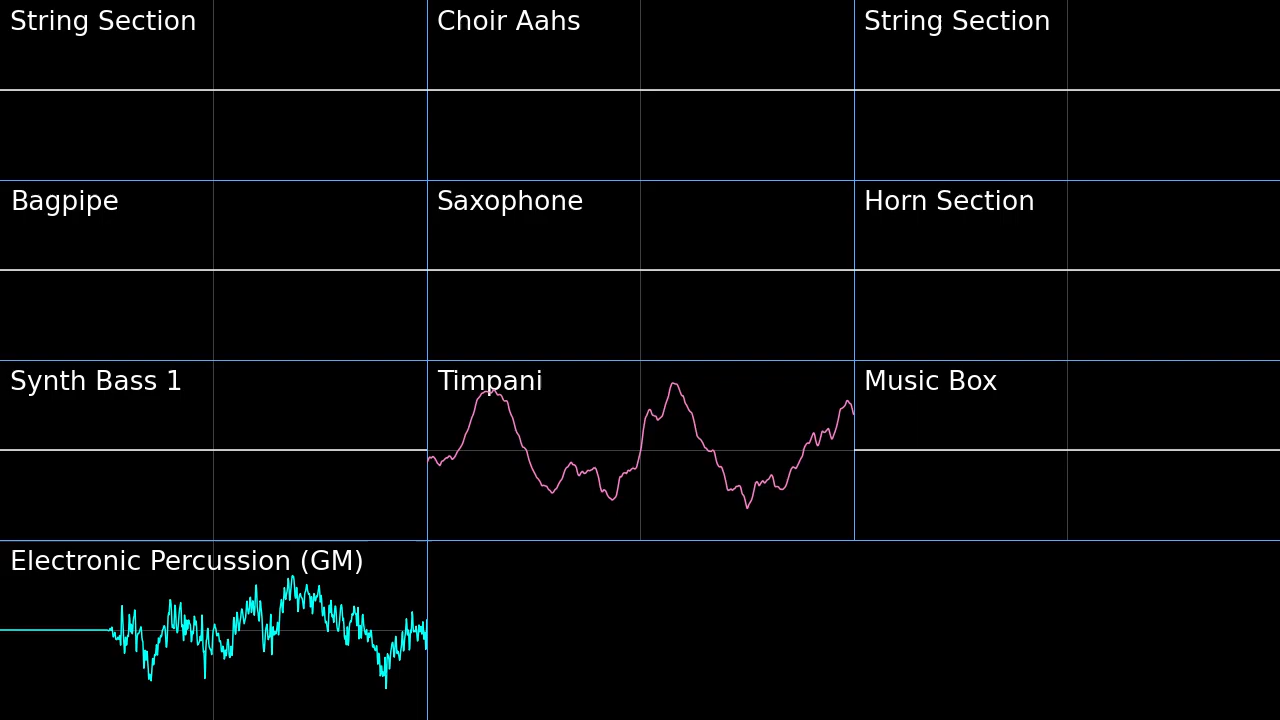 String Section
Choir Aahs
String Section
Bagpipe
Saxophone
Horn Section
Synth Bass 1
Timpani
Music Box
Electronic Percussion (GM)